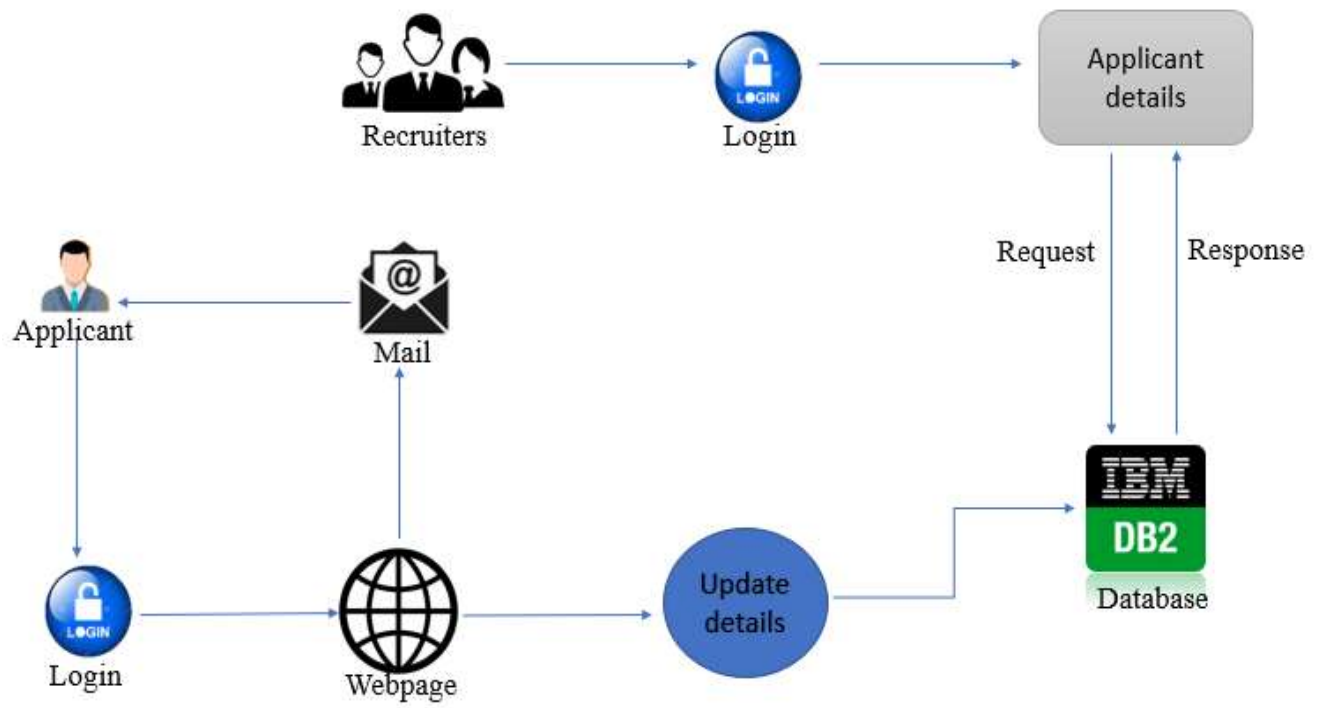 LOGIN
Recruiters
Login
Applicant
details
Request
Response
@
Applicant
Mail
IBM
DB2
Database
Update
details
LOGIN
Login
Webpage